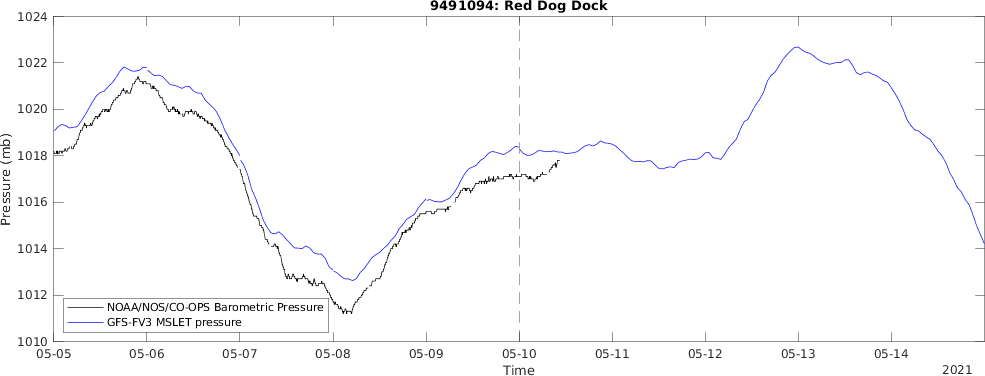 9491094: Red Dog Dock
1024
1022
1020
1018
1016
1014
1012
1010
Pressure (mb)
NOAA/NOS/CO-OPS Barometric Pressure
GFS-FV3 MSLET pressure
05-05 05-06 05-07 05-08 05-09 05-10 05-11 05-12 05-13 05-14
Time
2021